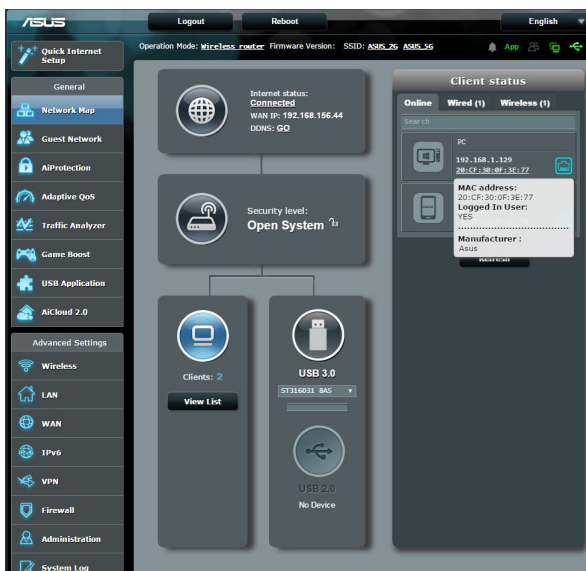 ASUS
Logout
Reboot
English
Quick Internet
Setup
Operation Mode: Wireless router Firmware Version: SSID: ASUS_2G ASUS_5G
App
General
Network Map
Guest Network
AiProtection
Adaptive QoS
Traffic Analyzer
Game Boost
USB Application
AiCloud 2.0
Advanced Settings
Wireless
LAN
WAN
IPv6
VPN
Firewall
Administration
System Log
Internet status:
Connected
WAN IP: 192.168.156.44
DDNS: GO
Security level:
Open System
Clients: 2
View List
USB 3.0
ST316031 8AS
USB 2.0
No Device
Client status
Online Wired (1) Wireless (1)
Search
PC
192.168.1.129
20:CF:30:0F:3E:77
MAC address:
20:CF:30:0F:3E:77
Logged In User:
YES
Manufacturer :
Asus
Refresh